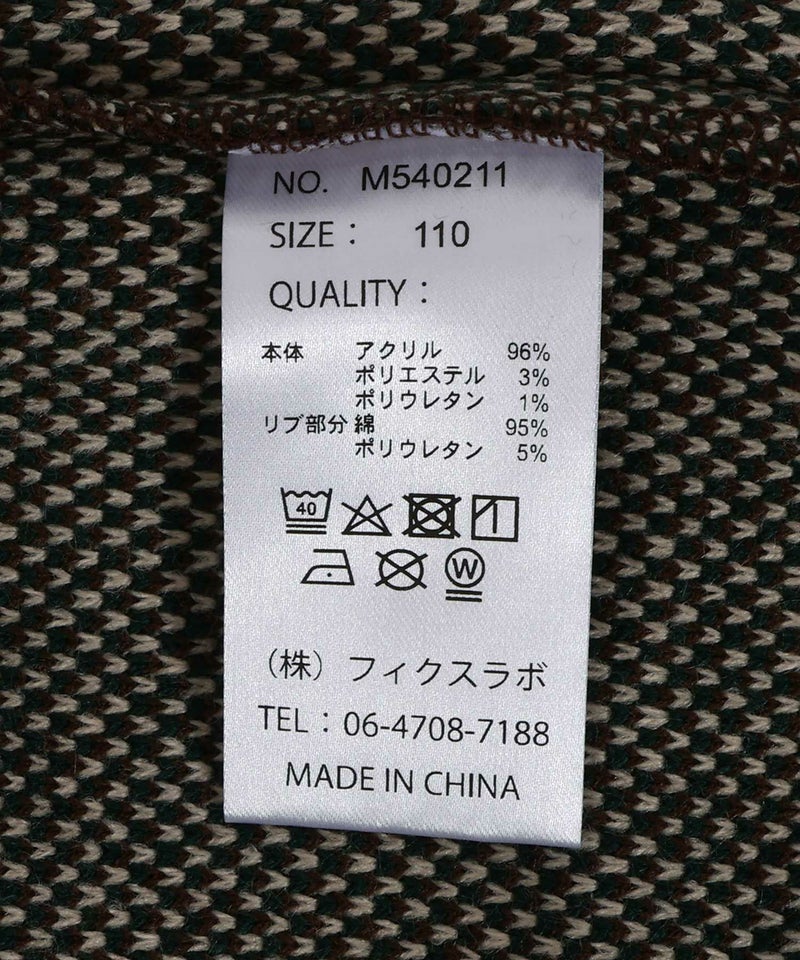 NO. M540211
SIZE： 110
QUALITY：
本体 アクリル 96%
ポリエステル 3%
ポリウレタン 1%
リブ部分 綿 95%
ポリウレタン 5%
40
W
（株）フィクスラボ
TEL：06-4708-7188
MADE IN CHINA